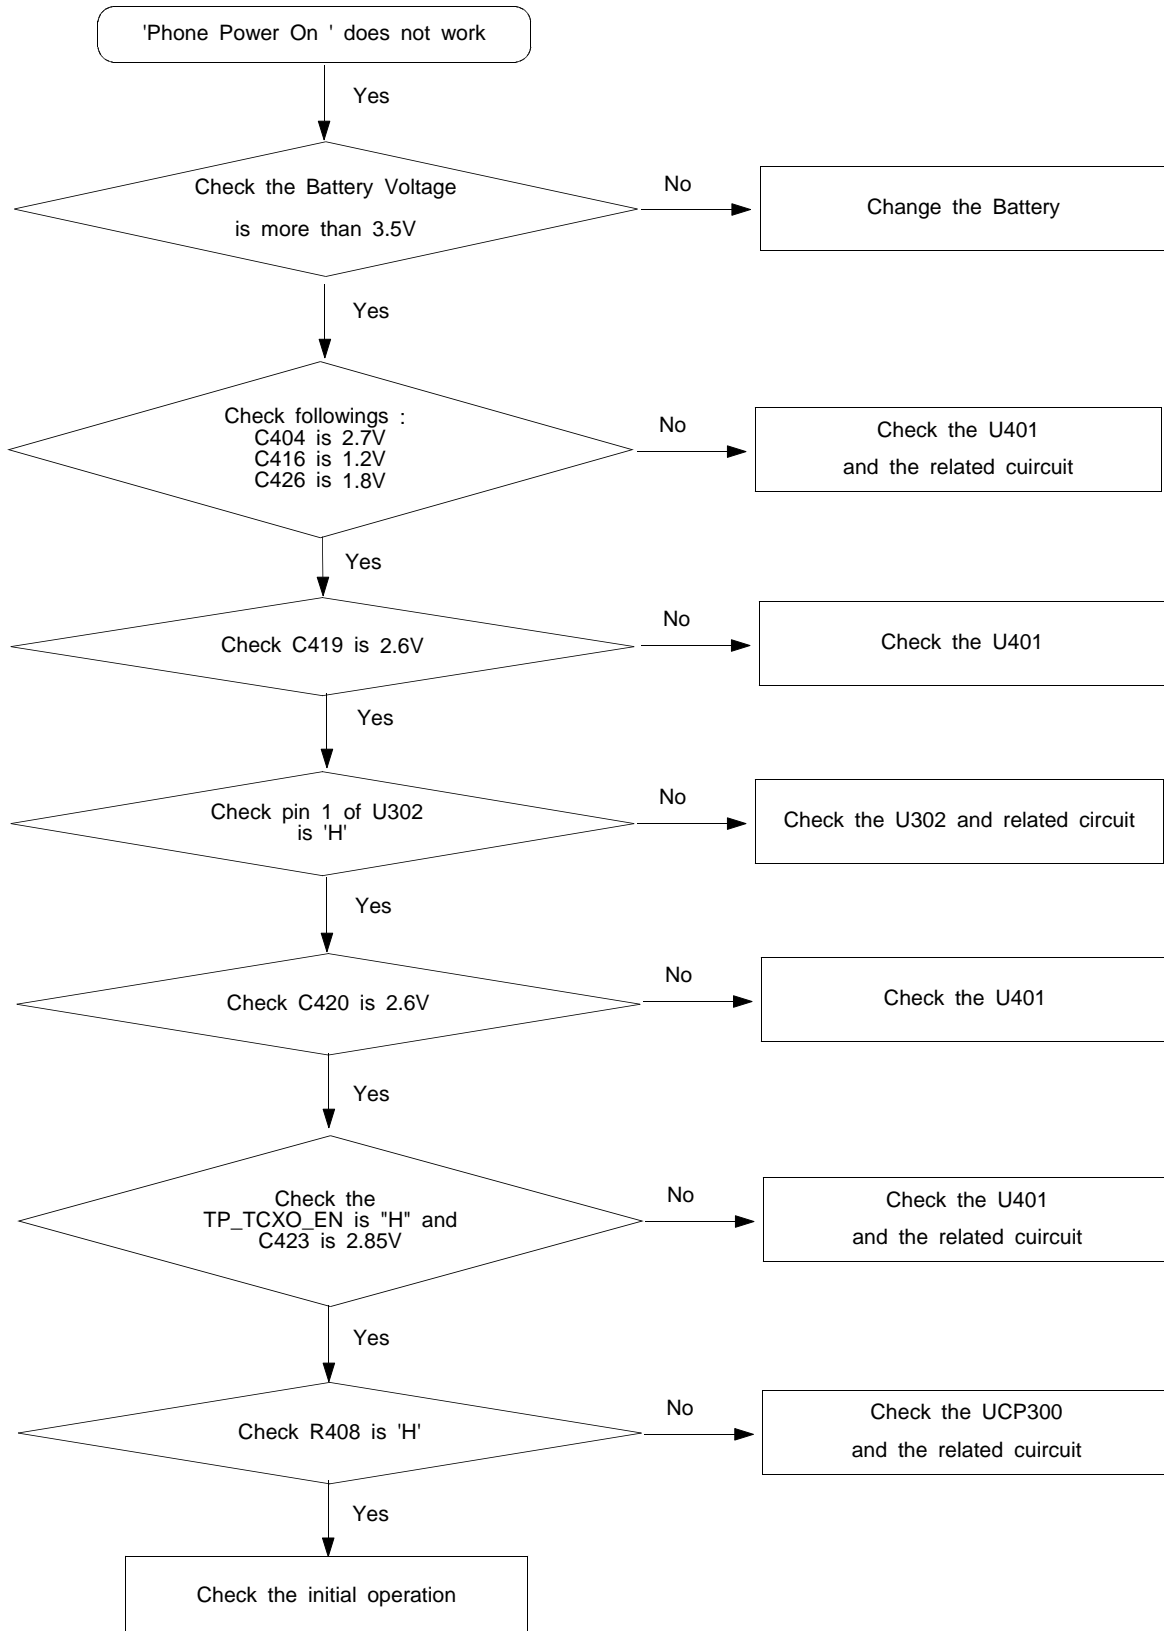 'Phone Power On ' does not work
Yes
Check the Battery Voltage
is more than 3.5V
No
Change the Battery
Yes
Check followings :
C404 is 2.7V
C416 is 1.2V
C426 is 1.8V
No
Check the U401
and the related cuircuit
Yes
Check C419 is 2.6V
No
Check the U401
Yes
Check pin 1 of U302
is 'H'
No
Check the U302 and related circuit
Yes
Check C420 is 2.6V
No
Check the U401
Yes
Check the
TP_TCXO_EN is "H" and
C423 is 2.85V
No
Check the U401
and the related cuircuit
Yes
Check R408 is 'H'
No
Check the UCP300
and the related cuircuit
Yes
Check the initial operation